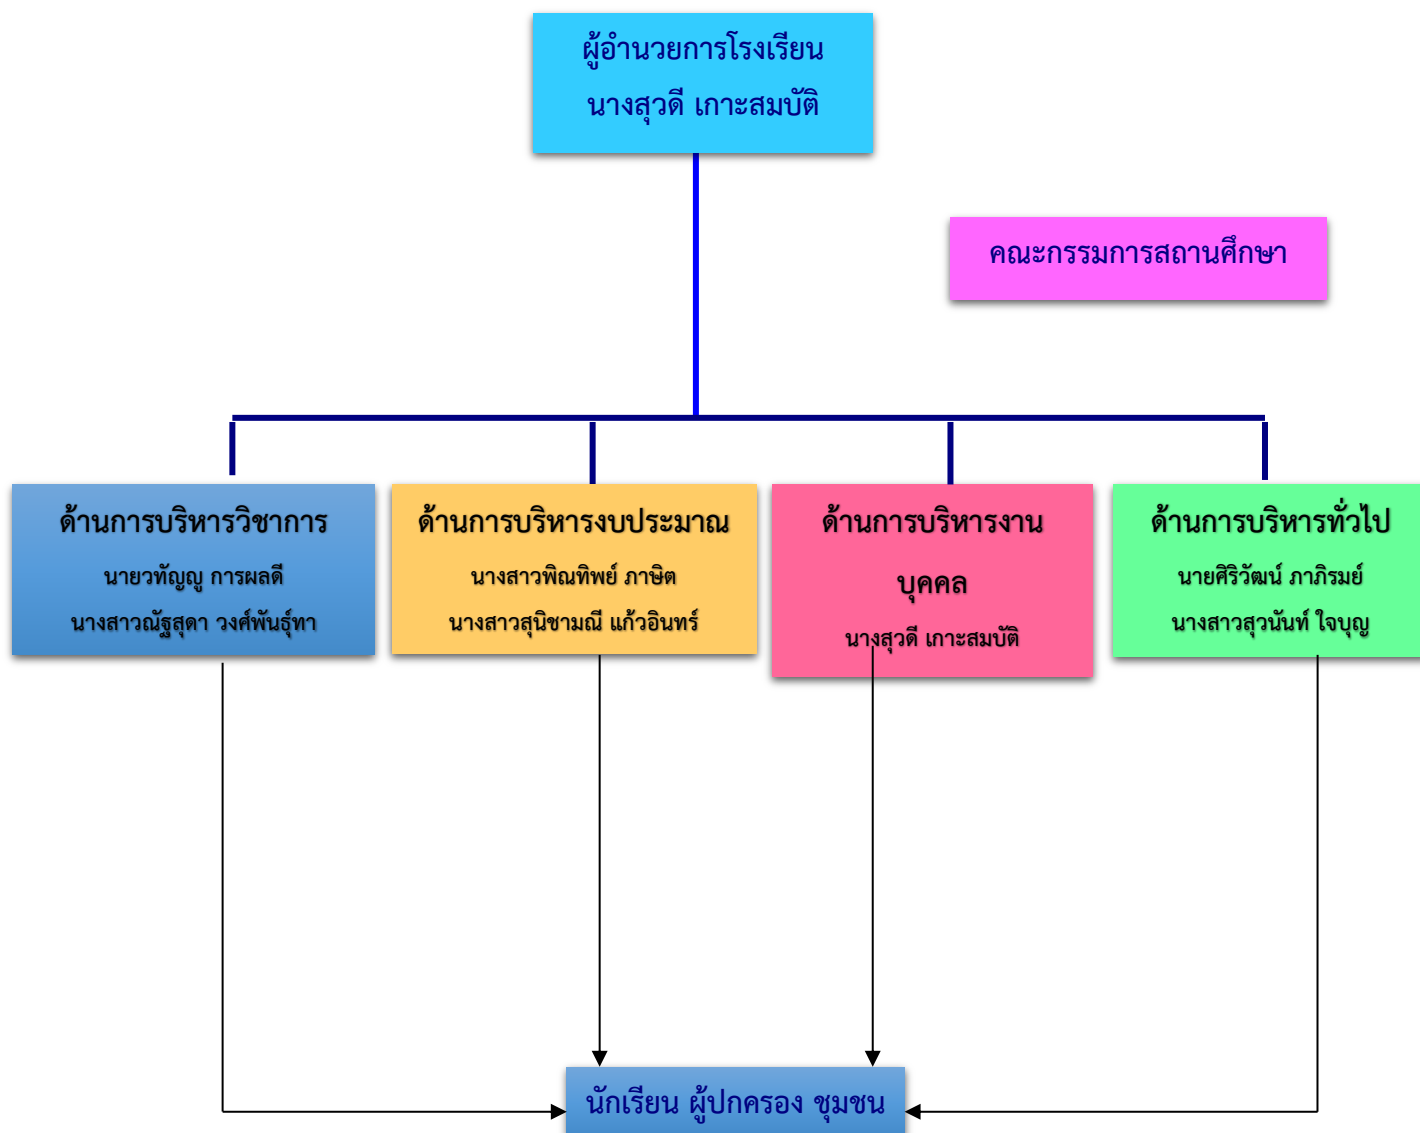 ผู้อำนวยการโรงเรียน
นางสุวดี เกาะสมบัติ
คณะกรรมการสถานศึกษา
ด้านการบริหารวิชาการ
นายวทัญญู การผลดี
นางสาวณัฐสุดา วงศ์พันธุ์ทา
ด้านการบริหารงบประมาณ
นางสาวพิณทิพย์ ภาษิต
นางสาวสุนิชามณี แก้วอินทร์
ด้านการบริหารงาน
บุคคล
นางสุวดี เกาะสมบัติ
ด้านการบริหารทั่วไป
นายศิริวัฒน์ ภาภิรมย์
นางสาวสุวนันท์ ใจบุญ
นักเรียน ผู้ปกครอง ชุมชน